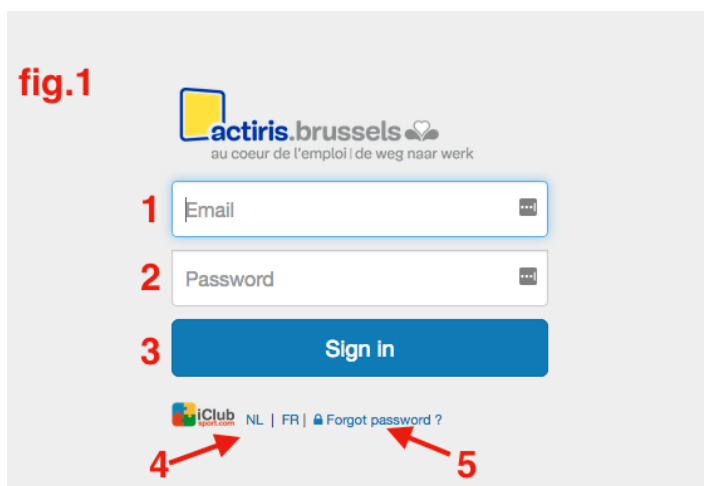 fig.1
actiris.brussels
au coeur de l'emploi | de weg naar werk
1 Email
2 Password
3 Sign in
iClub
sport.com
NL | FR | Forgot password ?
4 5